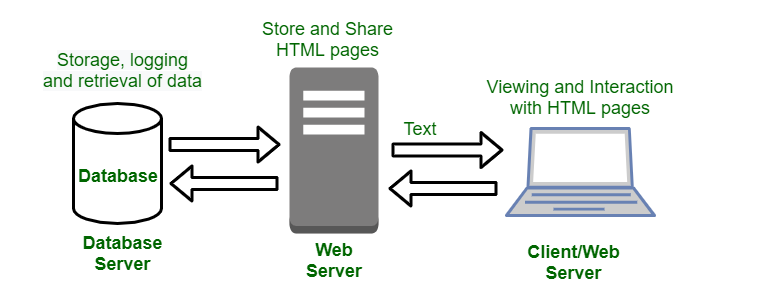 Storage, logging
and retrieval of data
Database
Database
Server
Store and Share
HTML pages
Web
Server
Text
Viewing and Interaction
with HTML pages
Client/Web
Server